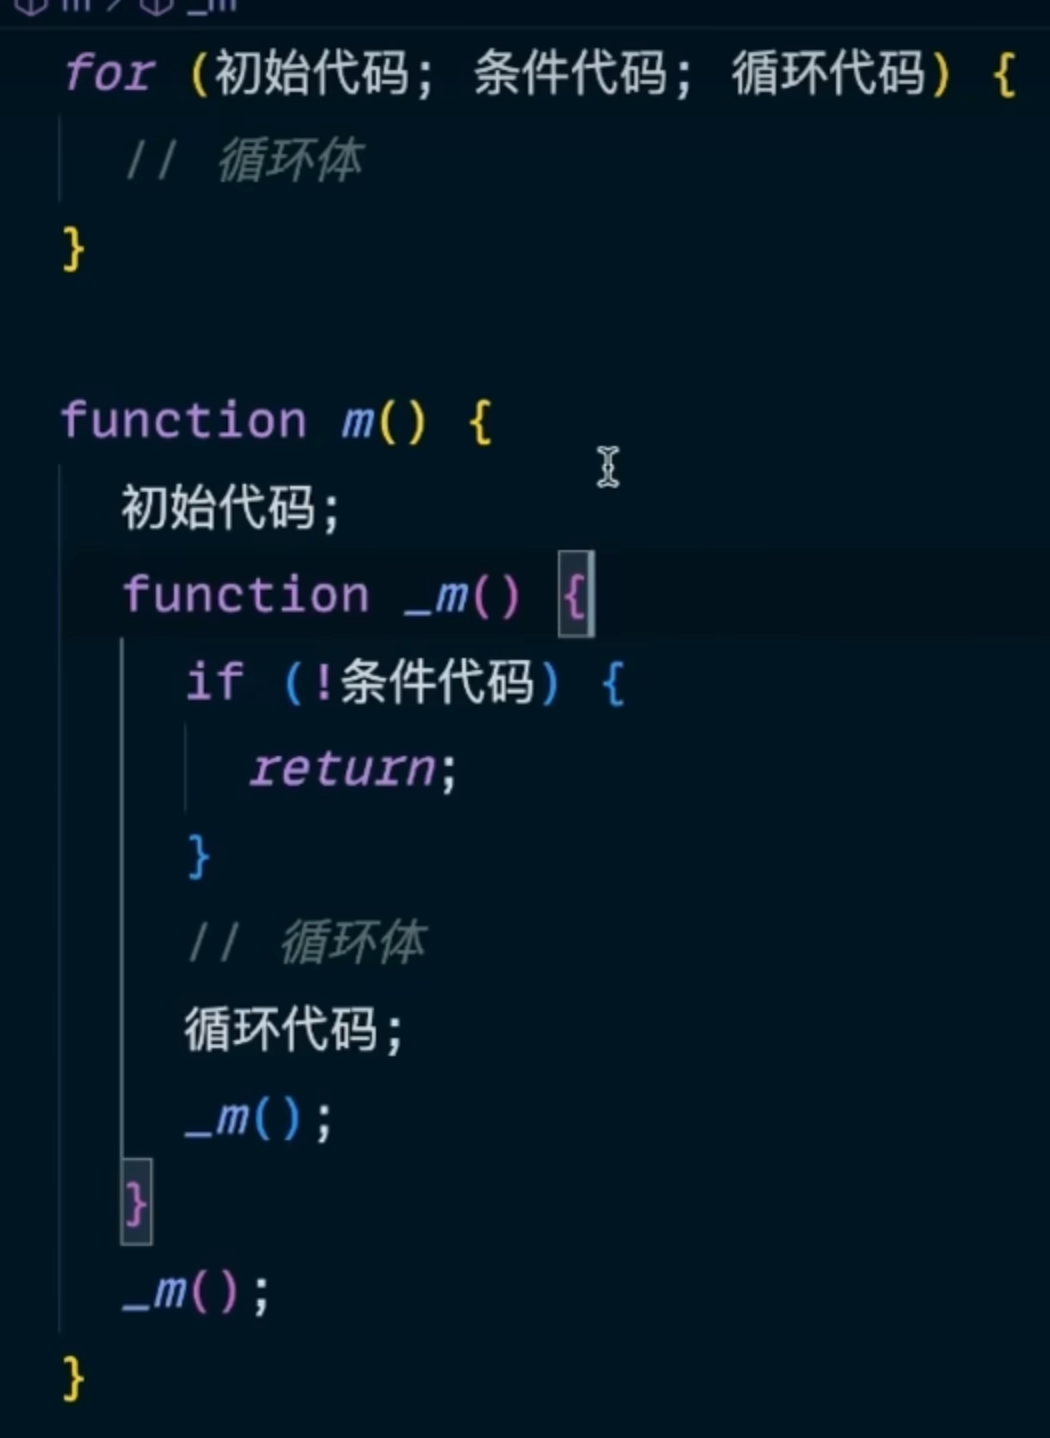 for (初始代码; 条件代码; 循环代码) {
// 循环体
}
function m() {
初始代码;
function _m() {
if (!条件代码) {
return;
}
// 循环体
循环代码;
_m();
}
_m();
}